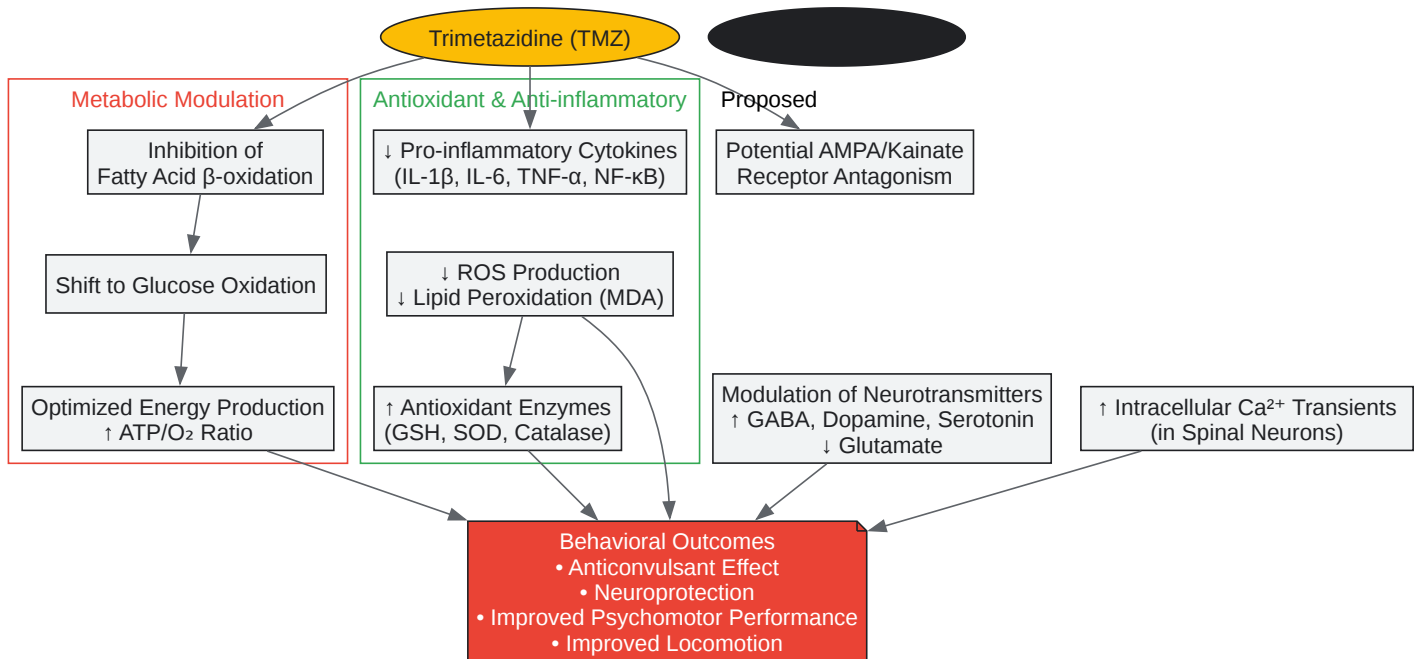 Trimetazidine (TMZ)
Metabolic Modulation
Inhibition of
Fatty Acid β-oxidation
Shift to Glucose Oxidation
Optimized Energy Production
↑ ATP/O₂ Ratio
Antioxidant & Anti-inflammatory
↓ Pro-inflammatory Cytokines
(IL-1β, IL-6, TNF-α, NF-κB)
↓ ROS Production
↓ Lipid Peroxidation (MDA)
↑ Antioxidant Enzymes
(GSH, SOD, Catalase)
Proposed
Potential AMPA/Kainate
Receptor Antagonism
Modulation of Neurotransmitters
↑ GABA, Dopamine, Serotonin
↓ Glutamate
↑ Intracellular Ca²⁺ Transients
(in Spinal Neurons)
Behavioral Outcomes
• Anticonvulsant Effect
• Neuroprotection
• Improved Psychomotor Performance
• Improved Locomotion